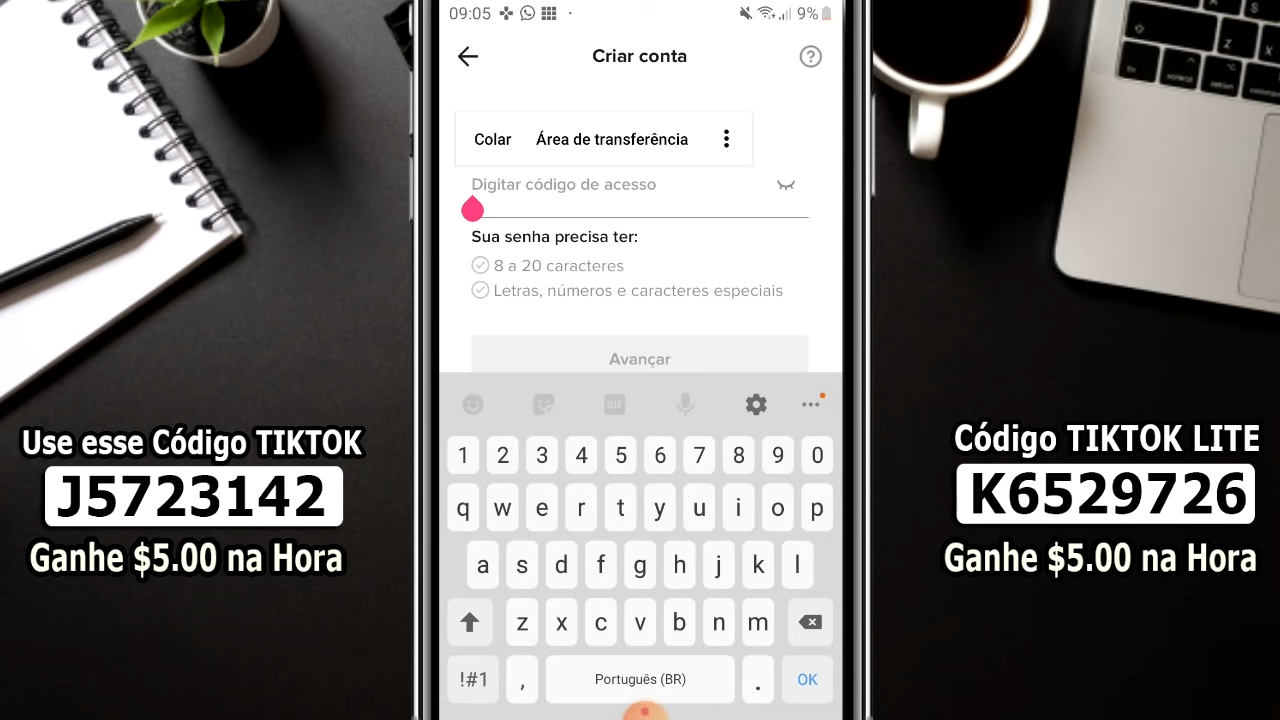 09:05
9%
Criar conta
Colar
Área de transferência
Digitar código de acesso
Sua senha precisa ter:
8 a 20 caracteres
Letras, números e caracteres especiais
Avançar
GIF
1 2 3 4 5 6 7 8 9 0
q w e r t y u i o p
a s d f g h j k l
z x c v b n m
!#1 , Português (BR) . OK
Use esse Código TIKTOK
J5723142
Ganhe $5.00 na Hora
Código TIKTOK LITE
K6529726
Ganhe $5.00 na Hora